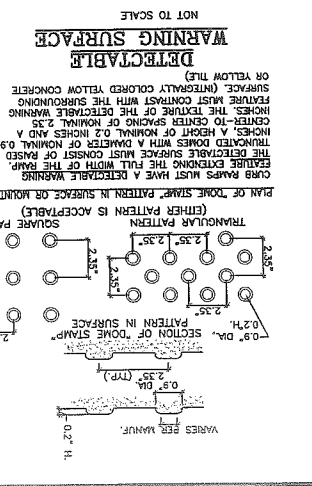 VARIES
PER MANUF.
0.2" H.
0.9" DIA.
2.35" (TYP.)
SECTION OF "DOME" STAMP"
PATTERN IN SURFACE
0.9" DIA.,
0.2"H.
2.35"
2.35"
2.35"
2.35"
2.35"
2.35"
2
TRIANGULAR PATTERN
SQUARE PA
(EITHER PATTERN IS ACCEPTABLE)
PLAN OF "DOME" STAMP" PATTERN IN SURFACE OR MOUNT
CURB RAMPS MUST HAVE A DETECTABLE WARNING
FEATURE EXTENDING THE FULL WIDTH OF THE RAMP.
THE DETECTABLE SURFACE MUST CONSISTS OF RAISED
TRUNCATED DOMES WITH A DIAMETER OF NOMINAL 0.9
INCHES, A HEIGHT OF NOMINAL 0.2 INCHES AND A
CENTER-TO CENTER SPACING OF NOMINAL 2.35
INCHES. THE TEXTURE OF THE DETECTABLE WARNING
FEATURE MUST CONTRAST WITH THE SURROUNDING
SURFACE. (INTEGRALLY COLORED YELLOW CONCRETE
OR YELLOW TILE)
DETECTABLE
WARNING SURFACE
NOT TO SCALE